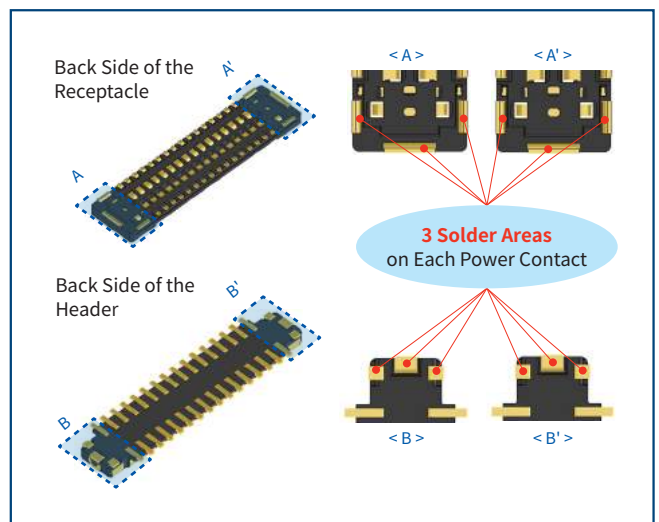 Back Side of the
Receptacle
A'
A
< A >
< A' >
3 Solder Areas
on Each Power Contact
Back Side of the
Header
B'
B
< B >
< B' >